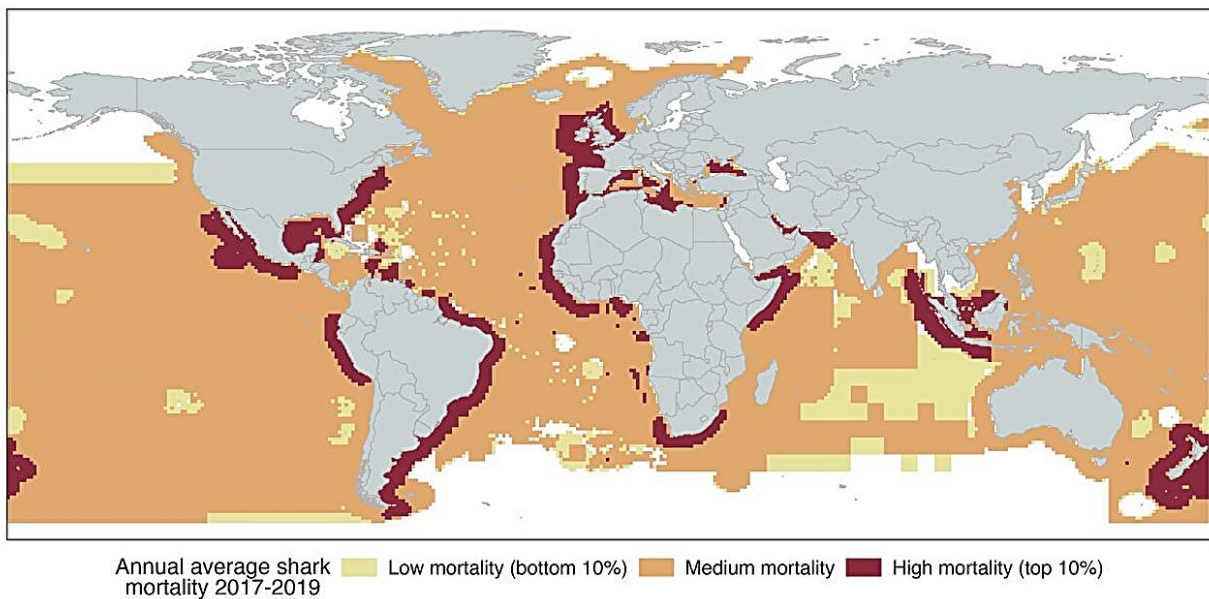 Annual average shark
mortality 2017-2019
Low mortality (bottom 10%)
Medium mortality
High mortality (top 10%)